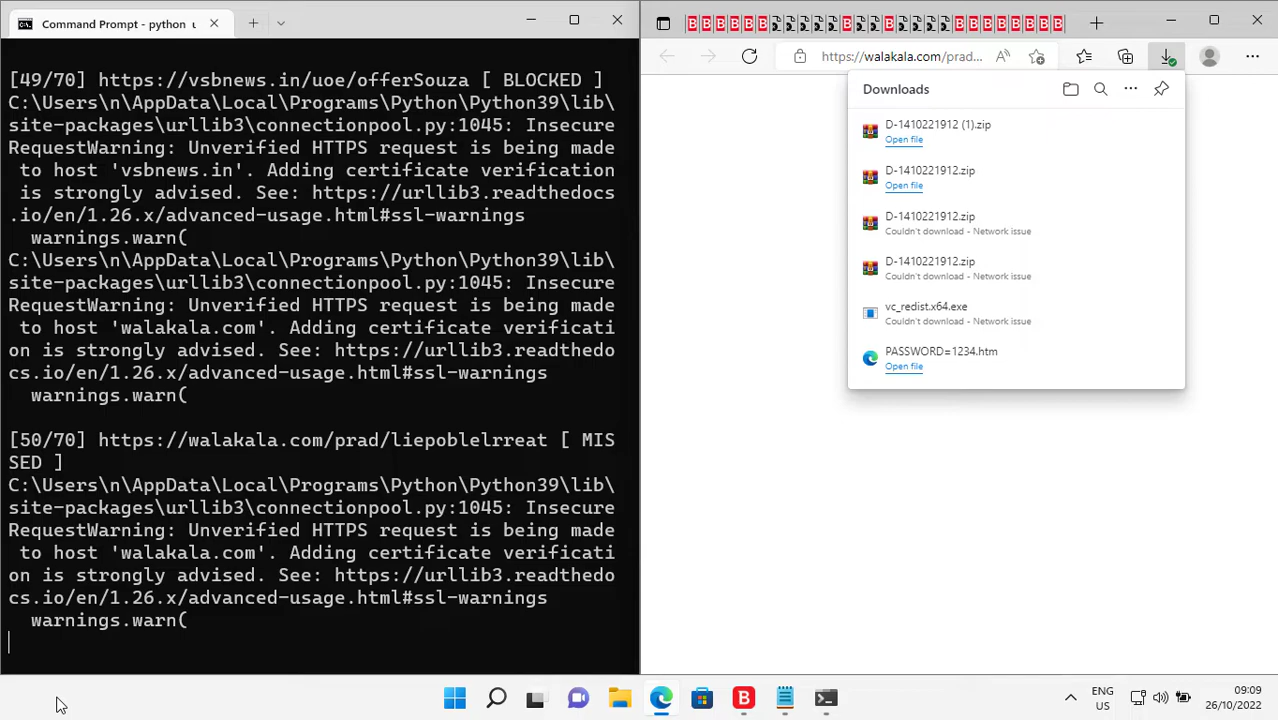 Command Prompt - python u
[49/70] https://vsbnews.in/uoe/offerSouza [ BLOCKED ]
C:\Users\n\AppData\Local\Programs\Python\Python39\lib\
site-packages\urllib3\connectionpool.py:1045: Insecure
RequestWarning: Unverified HTTPS request is being made
to host 'vsbnews.in'. Adding certificate verification
is strongly advised. See: https://urllib3.readthedocs
.io/en/1.26.x/advanced-usage.html#ssl-warnings
warnings.warn(
C:\Users\n\AppData\Local\Programs\Python\Python39\lib\
site-packages\urllib3\connectionpool.py:1045: Insecure
RequestWarning: Unverified HTTPS request is being made
to host 'walakala.com'. Adding certificate verificati
on is strongly advised. See: https://urllib3.readthedo
cs.io/en/1.26.x/advanced-usage.html#ssl-warnings
warnings.warn(
[50/70] https://walakala.com/prad/liepoblelrreat [ MIS
SED ]
C:\Users\n\AppData\Local\Programs\Python\Python39\lib\
site-packages\urllib3\connectionpool.py:1045: Insecure
RequestWarning: Unverified HTTPS request is being made
to host 'walakala.com'. Adding certificate verificati
on is strongly advised. See: https://urllib3.readthedo
cs.io/en/1.26.x/advanced-usage.html#ssl-warnings
warnings.warn(
https://walakala.com/prad...
Downloads
D-1410221912 (1).zip
Open file
D-1410221912.zip
Open file
D-1410221912.zip
Couldn't download - Network issue
D-1410221912.zip
Couldn't download - Network issue
vc_redist.x64.exe
Couldn't download - Network issue
PASSWORD=1234.htm
Open file
ENG
US
09:09
26/10/2022